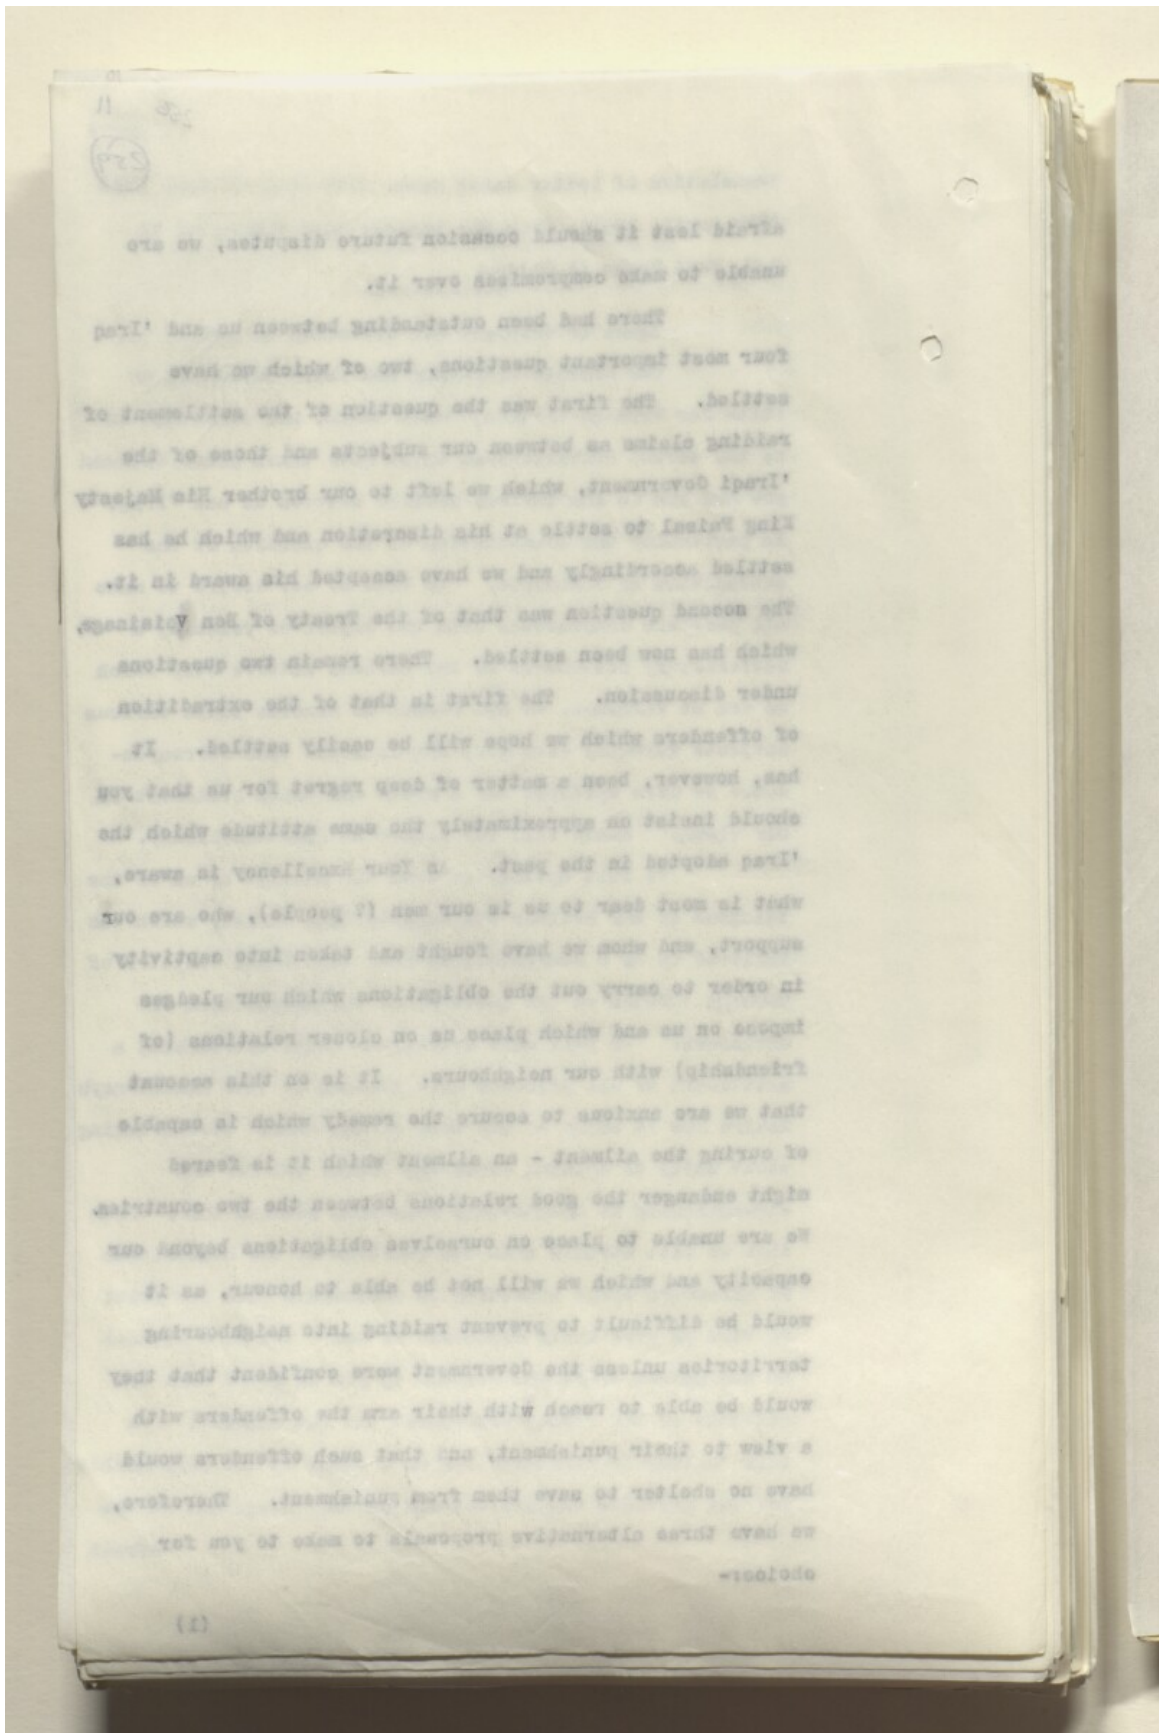 259
afraid lest it should occasion future disputes, we are
unable to make compromises over it.
There had been outstanding between us and 'Iraq
four most important questions, two of which we have
settled. The first was the question of the settlement of
raiding claims as between our subjects and those of the
'Iraqi Government, which we left to our brother His Majesty
King Faisal to settle at his discretion and which he has
settled accordingly and we have accepted his award in it.
The second question was that of the Treaty of Bon Voisinage,
which has now been settled. There remain two questions
under discussion. The first is that of the extradition
of offenders which we hope will be easily settled. It
has, however, been a matter of deep regret for us that you
should insist on approximately the same attitude which the
'Iraq adopted in the past. As Your Excellency is aware,
what is most dear to us is our men (? people), who are our
support, and whom we have fought and taken into captivity
in order to carry out the obligations which our pledges
impose on us and which place us on closer relations (of
friendship) with our neighbours. It is on this account
that we are anxious to secure the remedy which is capable
of curing the ailment - an ailment which it is feared
might endanger the good relations between the two countries.
We are unable to place on ourselves obligations beyond our
capacity and which we will not be able to honour, as it
would be difficult to prevent raiding into neighbouring
territories unless the Government were confident that they
would be able to reach with their arm the offenders with
a view to their punishment, and that such offenders would
have no shelter to save them from punishment. Therefore,
we have three alternative proposals to make to you for
choice:-
(1)